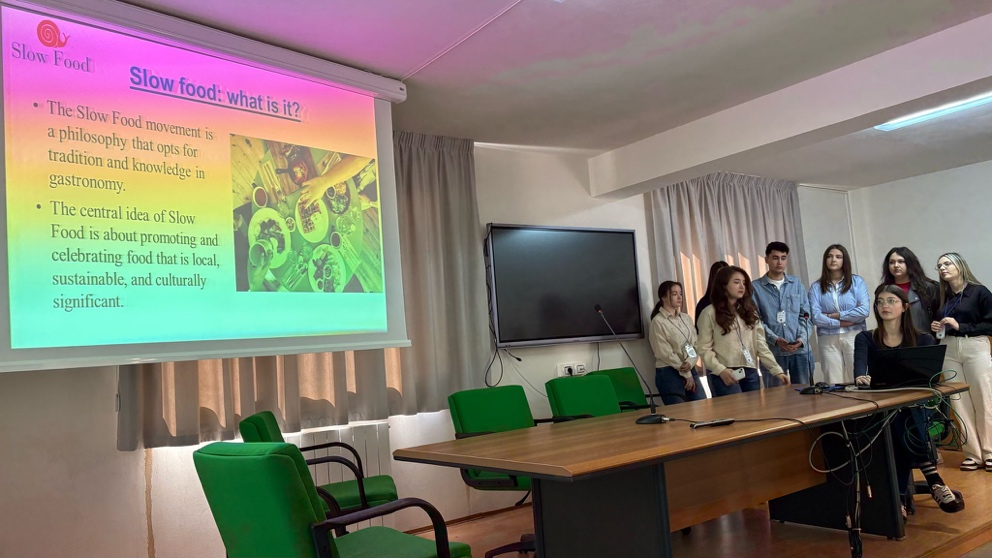 Slow Food
Slow food: what is it?
• The Slow Food movement is
a philosophy that opts for
tradition and knowledge in
gastronomy.
• The central idea of Slow
Food is about promoting and
celebrating food that is local,
sustainable, and culturally
significant.